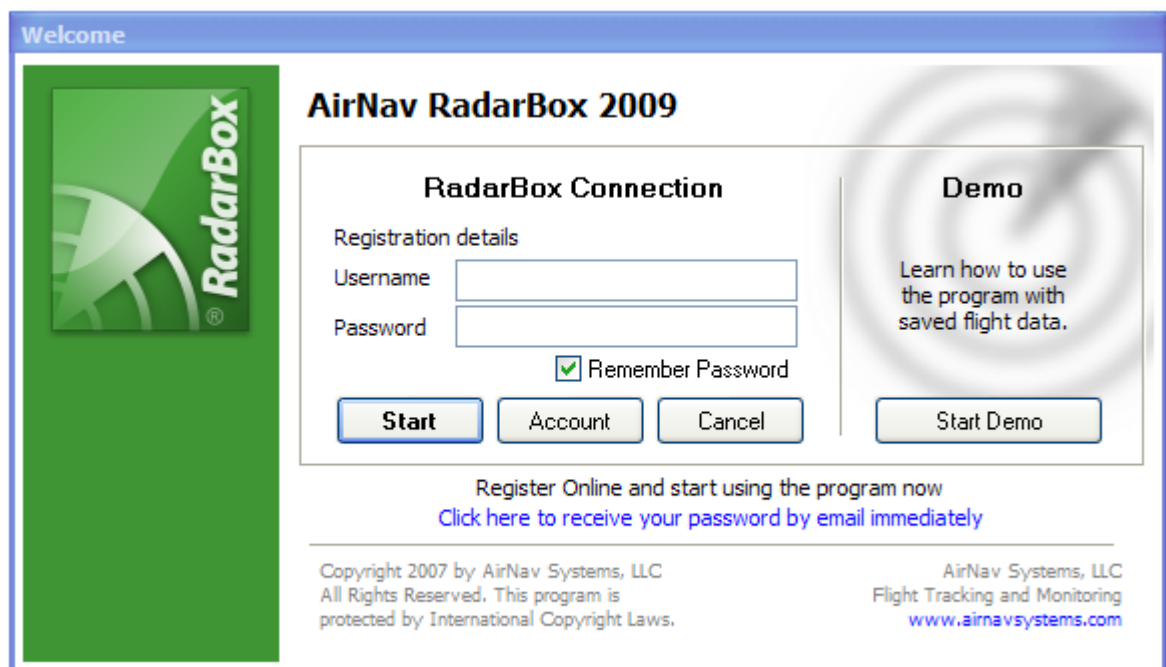 Welcome
® RadarBox
AirNav RadarBox 2009
RadarBox Connection
Registration details
Username
Password
Remember Password
Start
Account
Cancel
Demo
Learn how to use
the program with
saved flight data.
Start Demo
Register Online and start using the program now
Click here to receive your password by email immediately
Copyright 2007 by AirNav Systems, LLC
All Rights Reserved. This program is
protected by International Copyright Laws.
AirNav Systems, LLC
Flight Tracking and Monitoring
www.airnavsystems.com